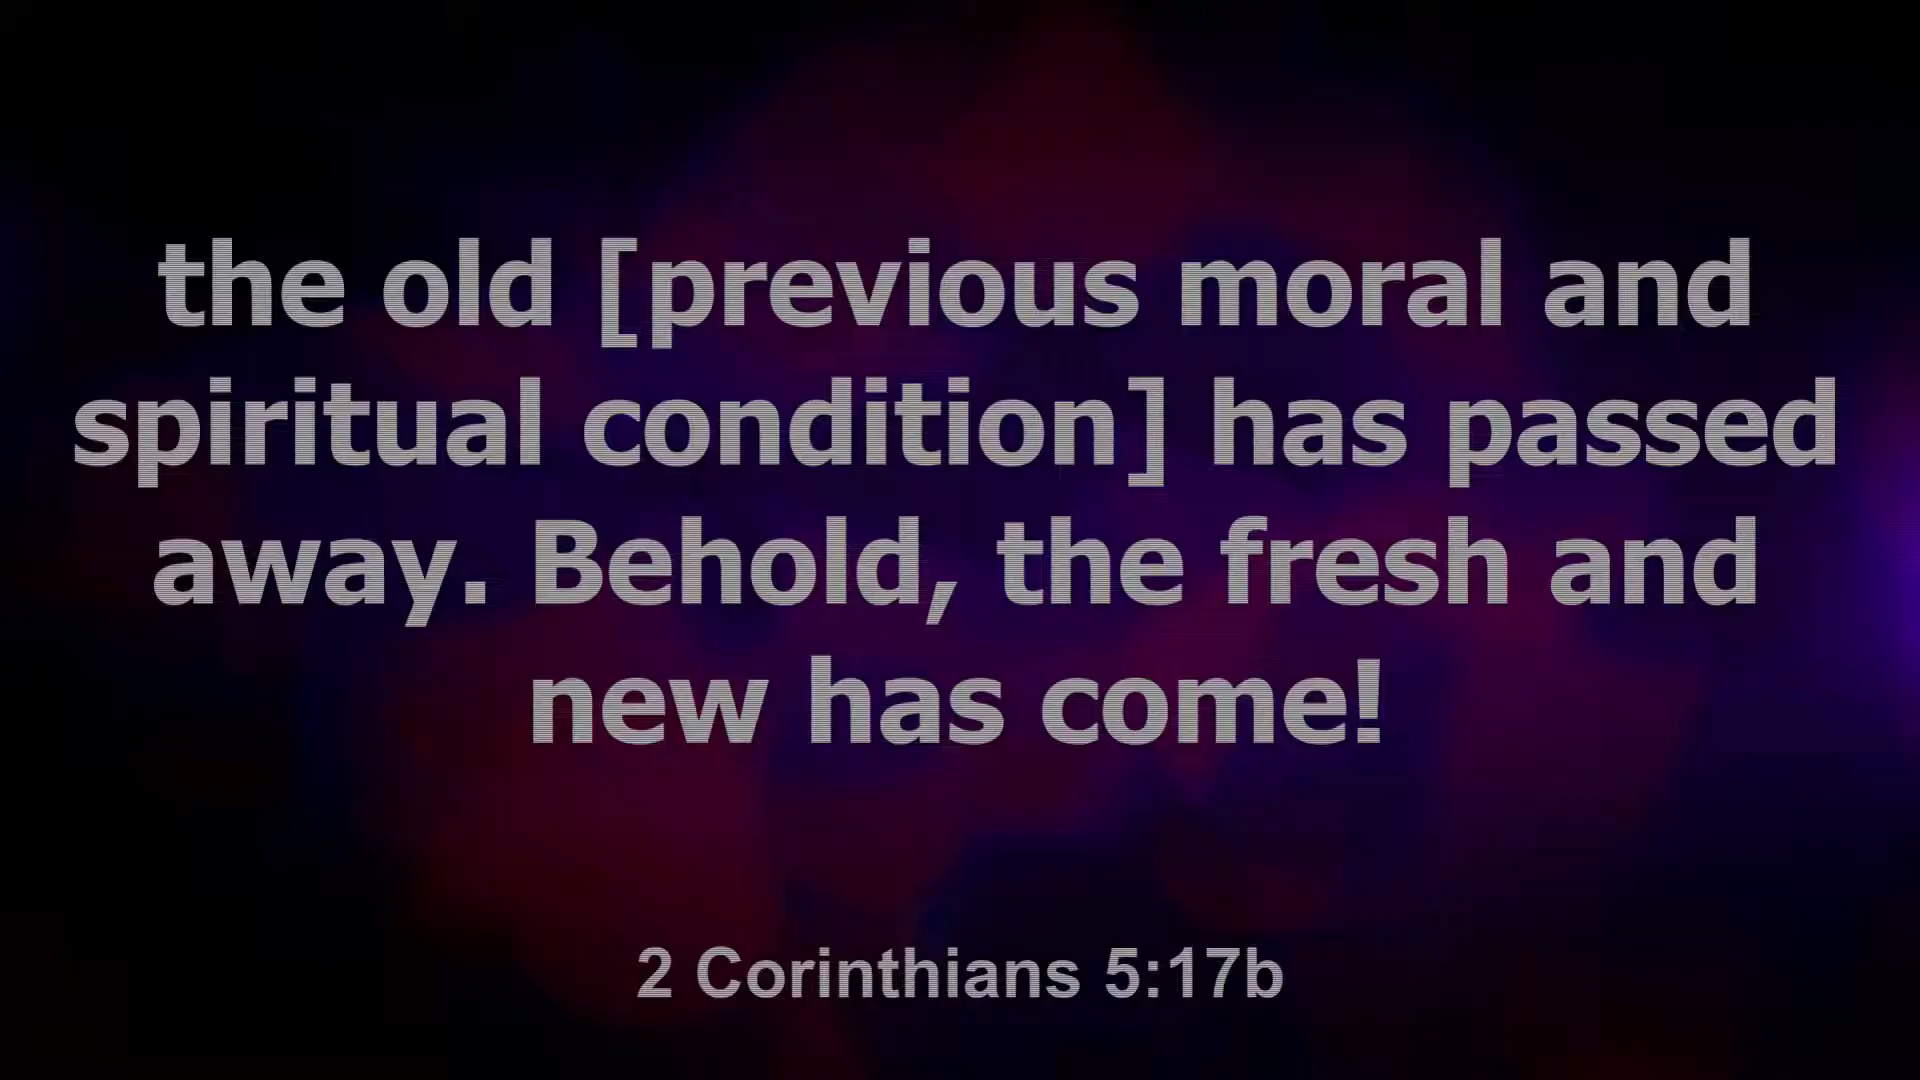 the old [previous moral and
spiritual condition] has passed
away. Behold, the fresh and
new has come!
2 Corinthians 5:17b